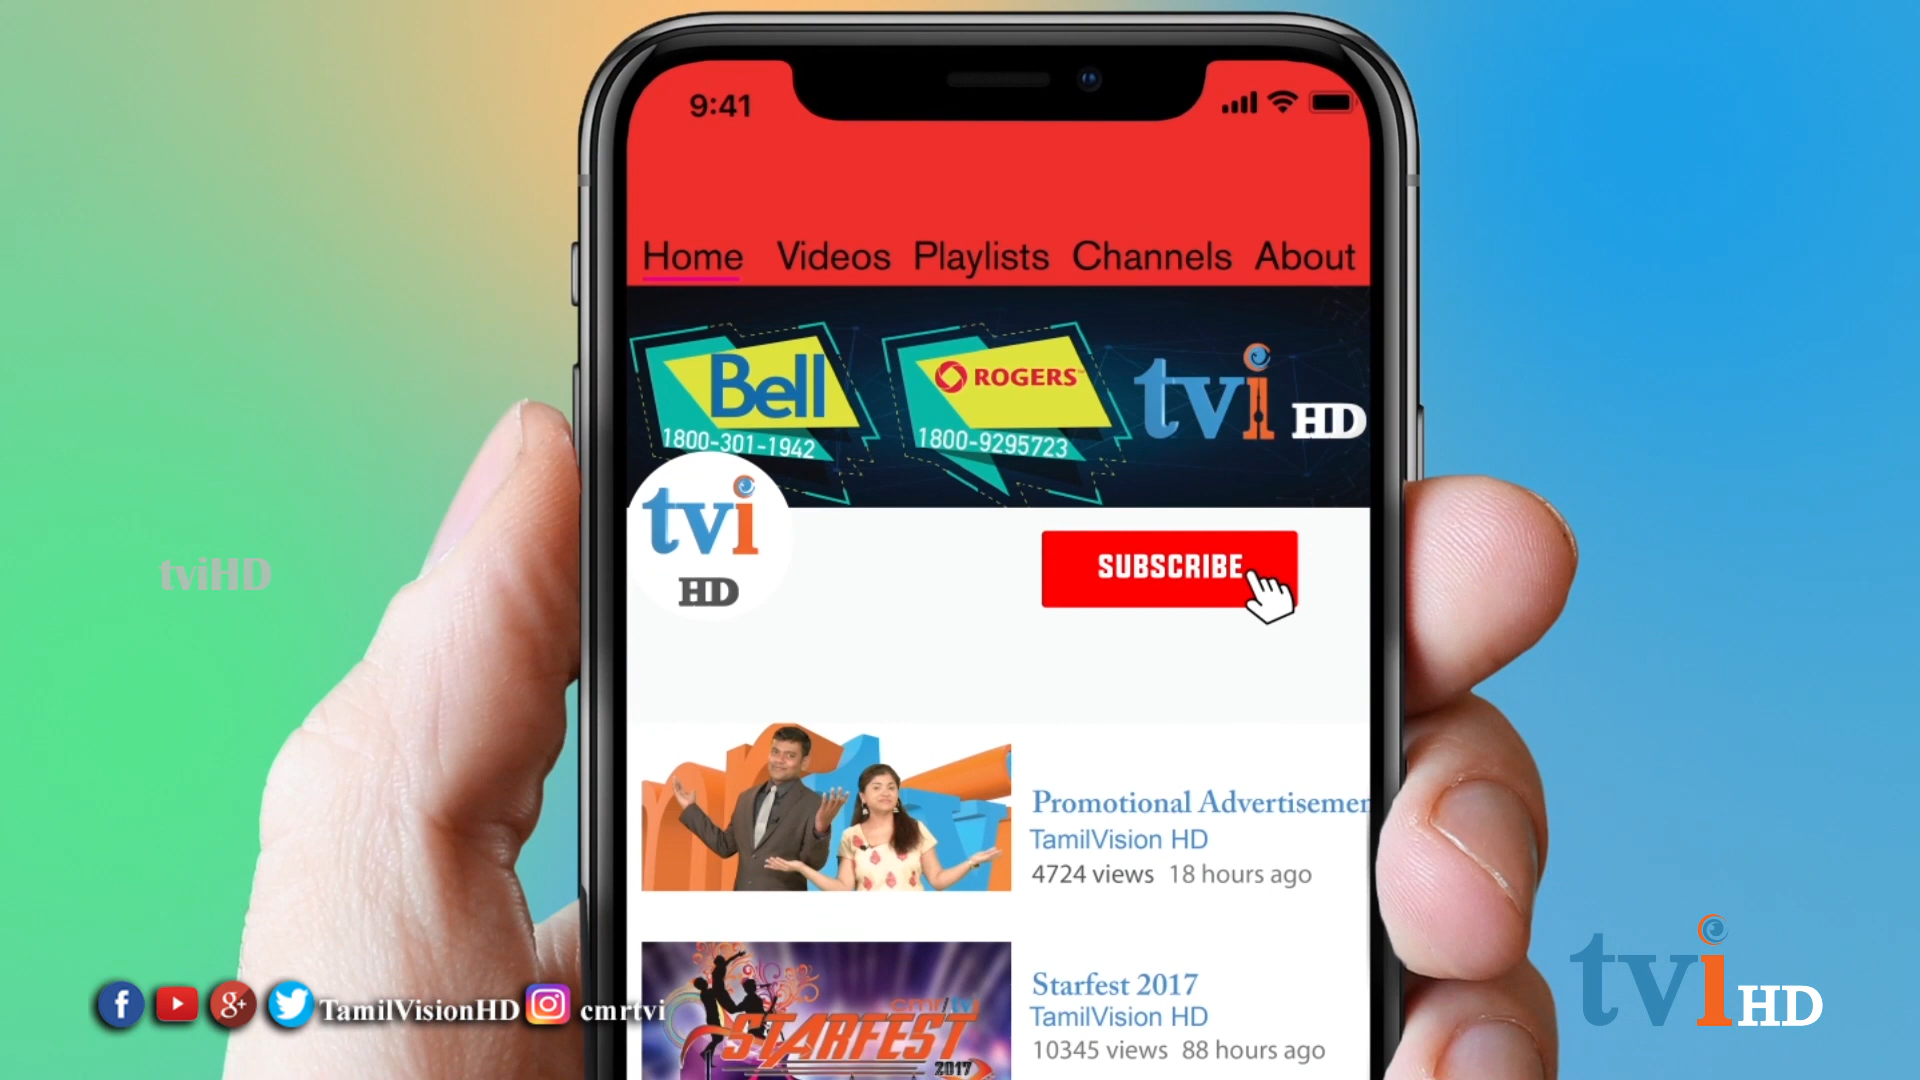 9:41
Home Videos Playlists Channels About
Bell
1800-301-1942
ROGERS
1800-9295723
tvi HD
tvi
HD
SUBSCRIBE
tviHD
Promotional Advertisemen
TamilVision HD
4724 views 18 hours ago
Starfest 2017
TamilVision HD
10345 views 88 hours ago
cmr/tvi
STARFEST
2017
TamilVisionHD cmrtvi
tvi HD